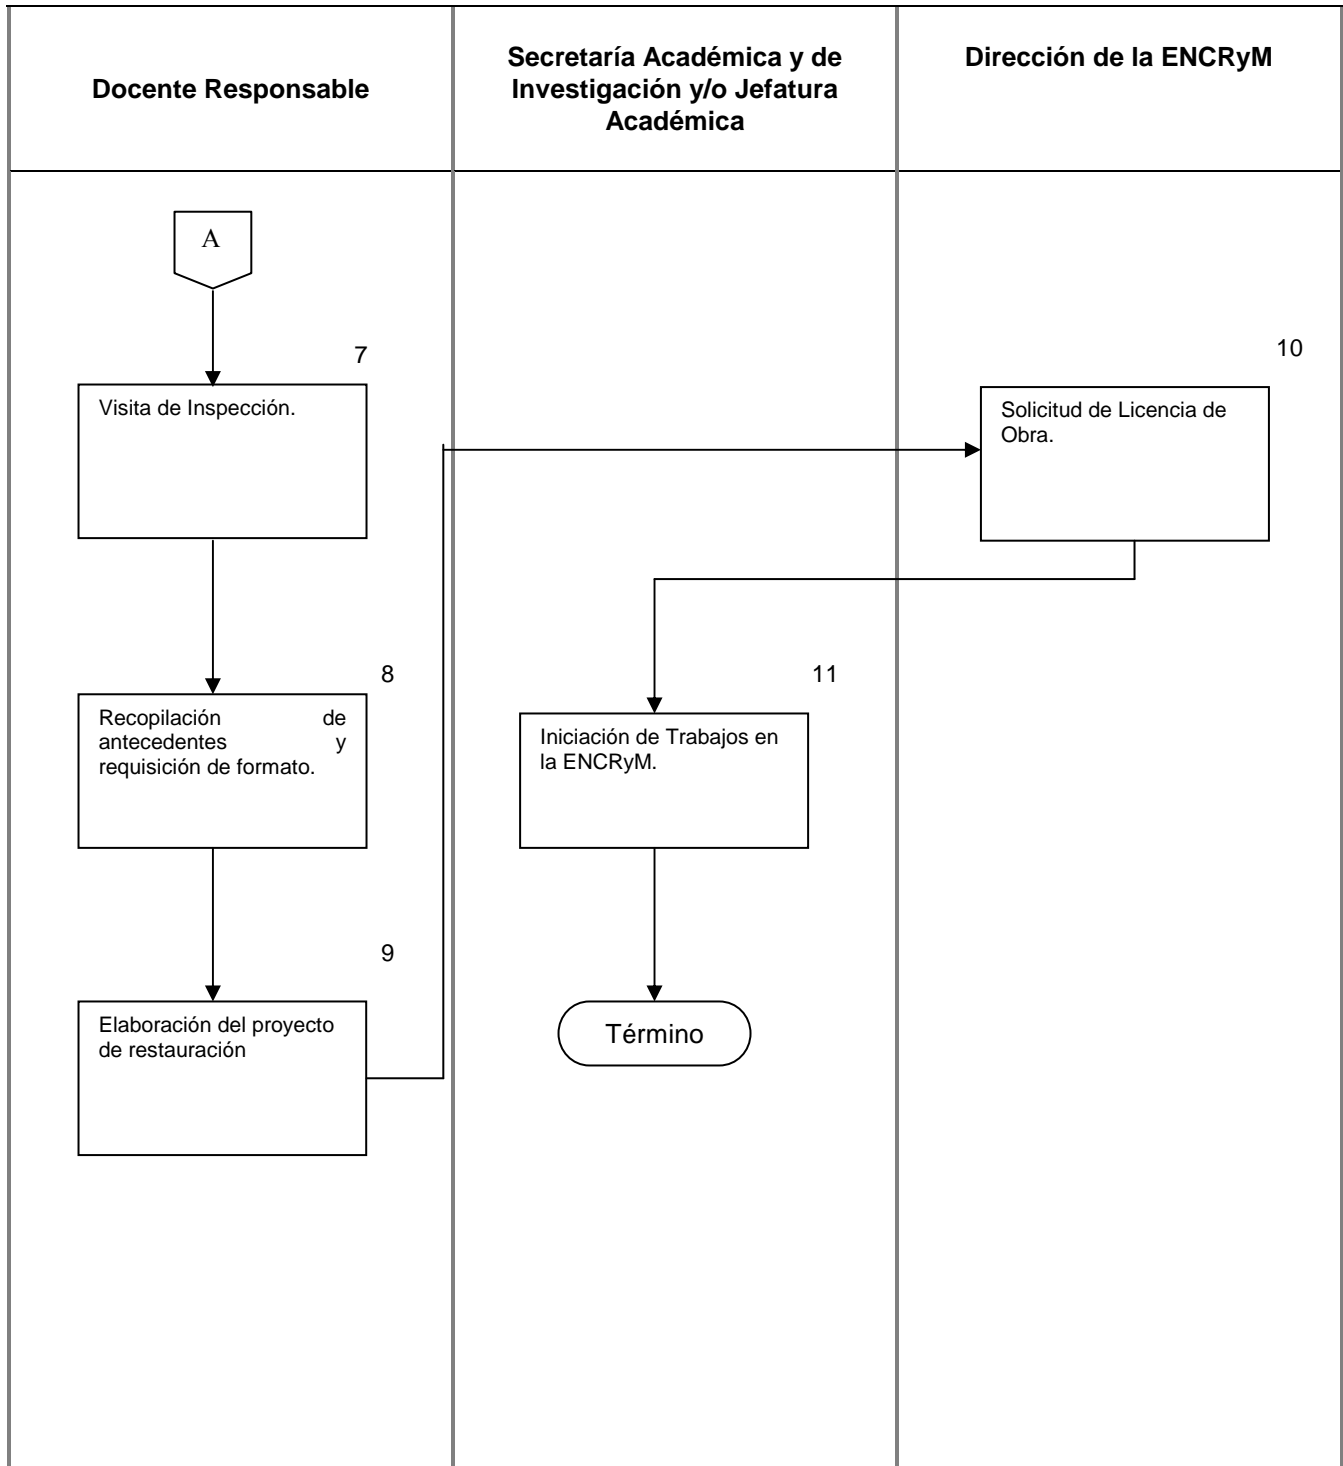 Docente Responsable
Secretaría Académica y de
Investigación y/o Jefatura
Académica
Dirección de la ENCRyM
A
7
Visita de Inspección.
8
Recopilación de
antecedentes y
requisición de formato.
9
Elaboración del proyecto
de restauración
10
Solicitud de Licencia de
Obra.
11
Iniciación de Trabajos en
la ENCRyM.
Término